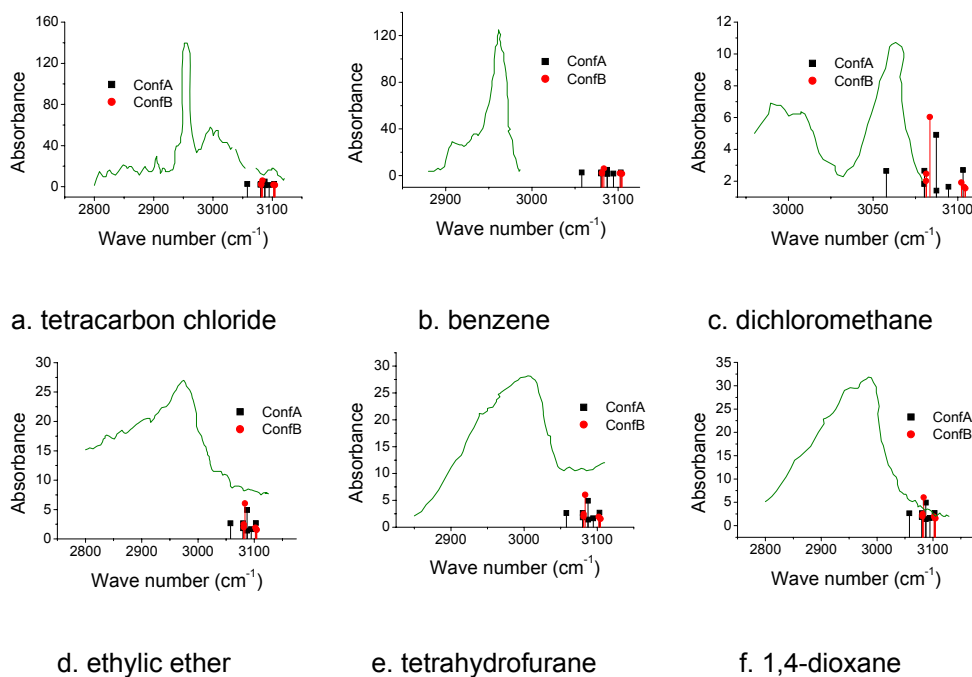 160
120
80
40
0
Absorbance
ConfA
ConfB
2800 2900 3000 3100
Wave number (cm⁻¹)
a. tetracarbon chloride
120
80
40
0
Absorbance
ConfA
ConfB
2900 3000 3100
Wave number (cm⁻¹)
b. benzene
12
10
8
6
4
2
Absorbance
ConfA
ConfB
3000 3050 3100
Wave number (cm⁻¹)
c. dichloromethane
30
25
20
15
10
5
0
Absorbance
ConfA
ConfB
2800 2900 3000 3100
Wave number (cm⁻¹)
d. ethylic ether
30
25
20
15
10
5
0
Absorbance
ConfA
ConfB
2900 3000 3100
Wave number (cm⁻¹)
e. tetrahydrofurane
35
30
25
20
15
10
5
0
Absorbance
ConfA
ConfB
2800 2900 3000 3100
Wave number (cm⁻¹)
f. 1,4-dioxane